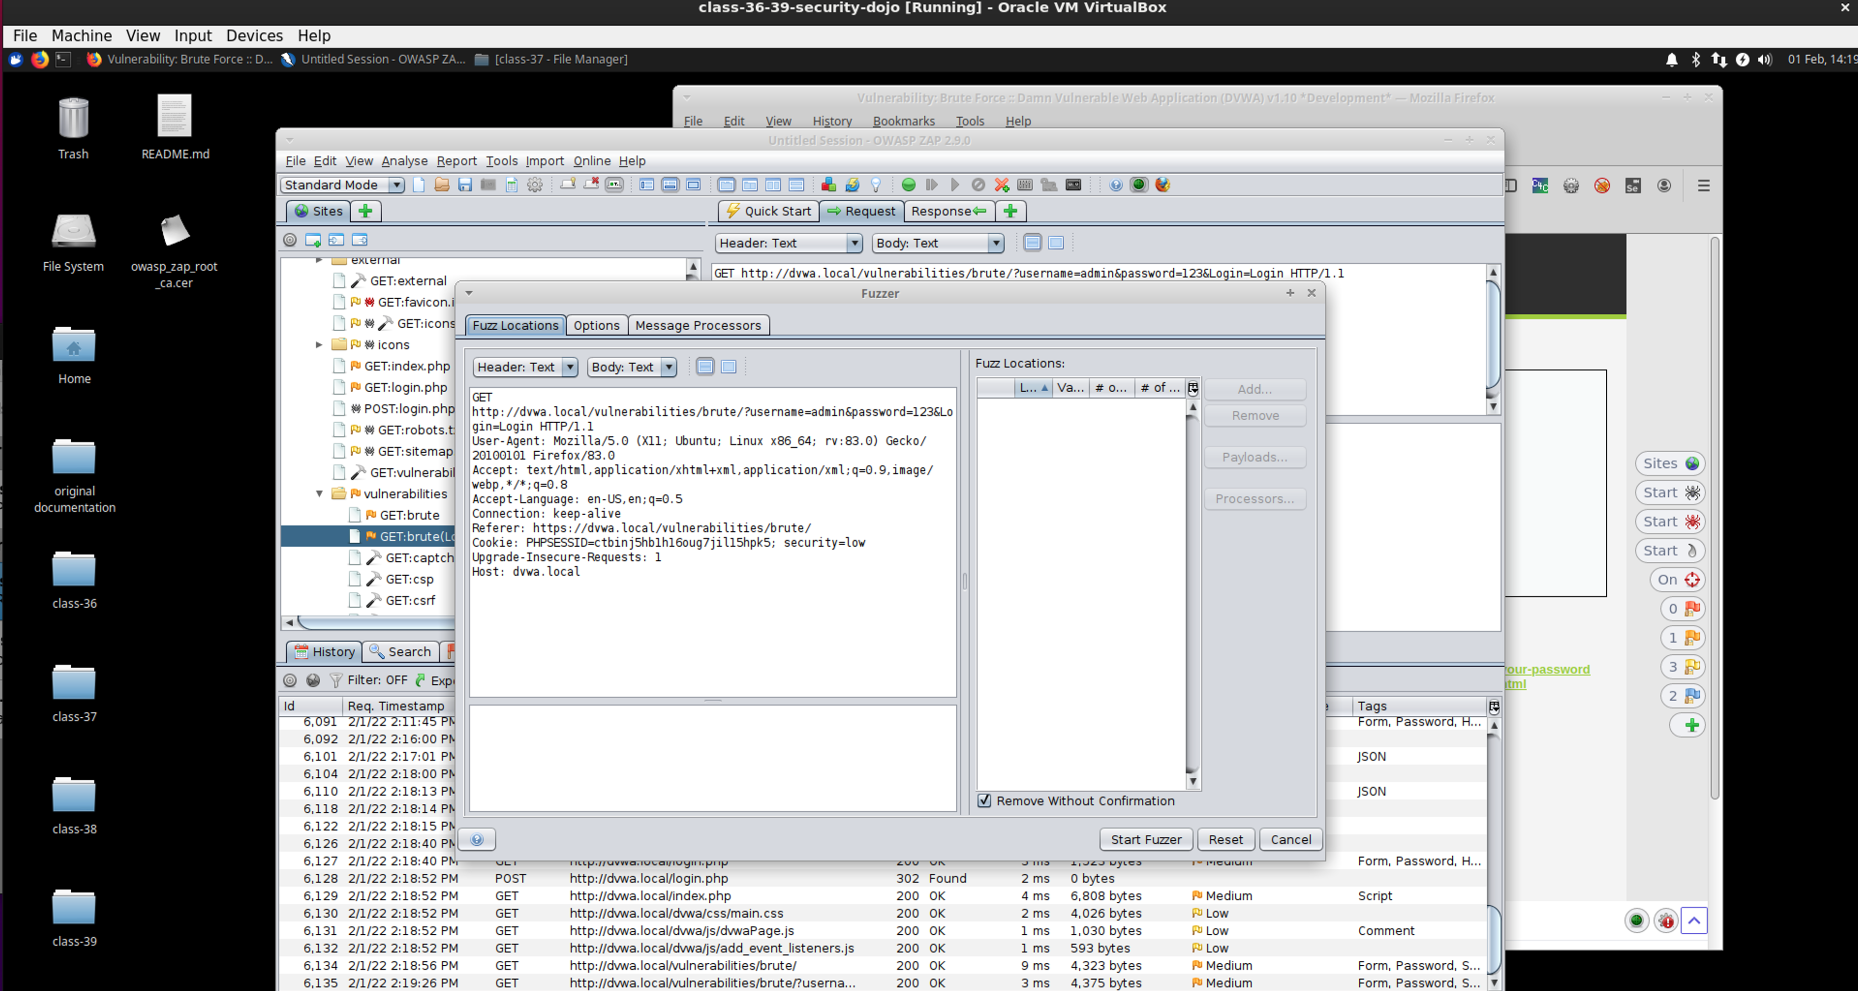 class-36-39-security-dojo [Running] - Oracle VM VirtualBox
File Machine View Input Devices Help
Vulnerability: Brute Force :: D... Untitled Session - OWASP ZA... [class-37 - File Manager] 01 Feb, 14:19
Trash
README.md
File System
owasp_zap_root_ca.cer
Home
original documentation
class-36
class-37
class-38
class-39
Vulnerability: Brute Force :: Damn Vulnerable Web Application (DVWA) v1.10 *Development* — Mozilla Firefox
File Edit View History Bookmarks Tools Help
Untitled Session - OWASP ZAP 2.9.0
File Edit View Analyse Report Tools Import Online Help
Standard Mode
Sites
Quick Start Request Response
Header: Text Body: Text
GET http://dvwa.local/vulnerabilities/brute/?username=admin&password=123&Login=Login HTTP/1.1
external
GET:external
GET:favicon.i
GET:icons
icons
GET:index.php
GET:login.php
POST:login.php
GET:robots.t
GET:sitemap
GET:vulnerabil
vulnerabilities
GET:brute
GET:brute(Lo
GET:captch
GET:csp
GET:csrf
Fuzzer
Fuzz Locations Options Message Processors
Header: Text Body: Text
GET
http://dvwa.local/vulnerabilities/brute/?username=admin&password=123&Lo
gin=Login HTTP/1.1
User-Agent: Mozilla/5.0 (X11; Ubuntu; Linux x86_64; rv:83.0) Gecko/
20100101 Firefox/83.0
Accept: text/html,application/xhtml+xml,application/xml;q=0.9,image/
webp,*/*;q=0.8
Accept-Language: en-US,en;q=0.5
Connection: keep-alive
Referer: https://dvwa.local/vulnerabilities/brute/
Cookie: PHPSESSID=ctbinj5hb1h16oug7jil15hpk5; security=low
Upgrade-Insecure-Requests: 1
Host: dvwa.local
Fuzz Locations:
L... Va... # o... # of ...
Add...
Remove
Payloads...
Processors...
Remove Without Confirmation
Start Fuzzer Reset Cancel
Sites
Start
Start
Start
On
0
1
3
2
our-password
html
History Search
Filter: OFF Expo
Id Req. Timestamp Tags
6,091 2/1/22 2:11:45 PM Form, Password, H...
6,092 2/1/22 2:16:00 PM
6,101 2/1/22 2:17:01 PM JSON
6,104 2/1/22 2:18:00 PM
6,110 2/1/22 2:18:13 PM JSON
6,118 2/1/22 2:18:14 PM
6,122 2/1/22 2:18:15 PM
6,126 2/1/22 2:18:40 PM
6,127 2/1/22 2:18:40 PM GET http://dvwa.local/login.php 200 OK 3 ms 1,523 bytes Medium Form, Password, H...
6,128 2/1/22 2:18:52 PM POST http://dvwa.local/login.php 302 Found 2 ms 0 bytes
6,129 2/1/22 2:18:52 PM GET http://dvwa.local/index.php 200 OK 4 ms 6,808 bytes Medium Script
6,130 2/1/22 2:18:52 PM GET http://dvwa.local/dvwa/css/main.css 200 OK 2 ms 4,026 bytes Low
6,131 2/1/22 2:18:52 PM GET http://dvwa.local/dvwa/js/dvwaPage.js 200 OK 1 ms 1,030 bytes Low Comment
6,132 2/1/22 2:18:52 PM GET http://dvwa.local/dvwa/js/add_event_listeners.js 200 OK 1 ms 593 bytes Low
6,134 2/1/22 2:18:56 PM GET http://dvwa.local/vulnerabilities/brute/ 200 OK 9 ms 4,323 bytes Medium Form, Password, S...
6,135 2/1/22 2:19:26 PM GET http://dvwa.local/vulnerabilities/brute/?userna... 200 OK 3 ms 4,375 bytes Medium Form, Password, S...